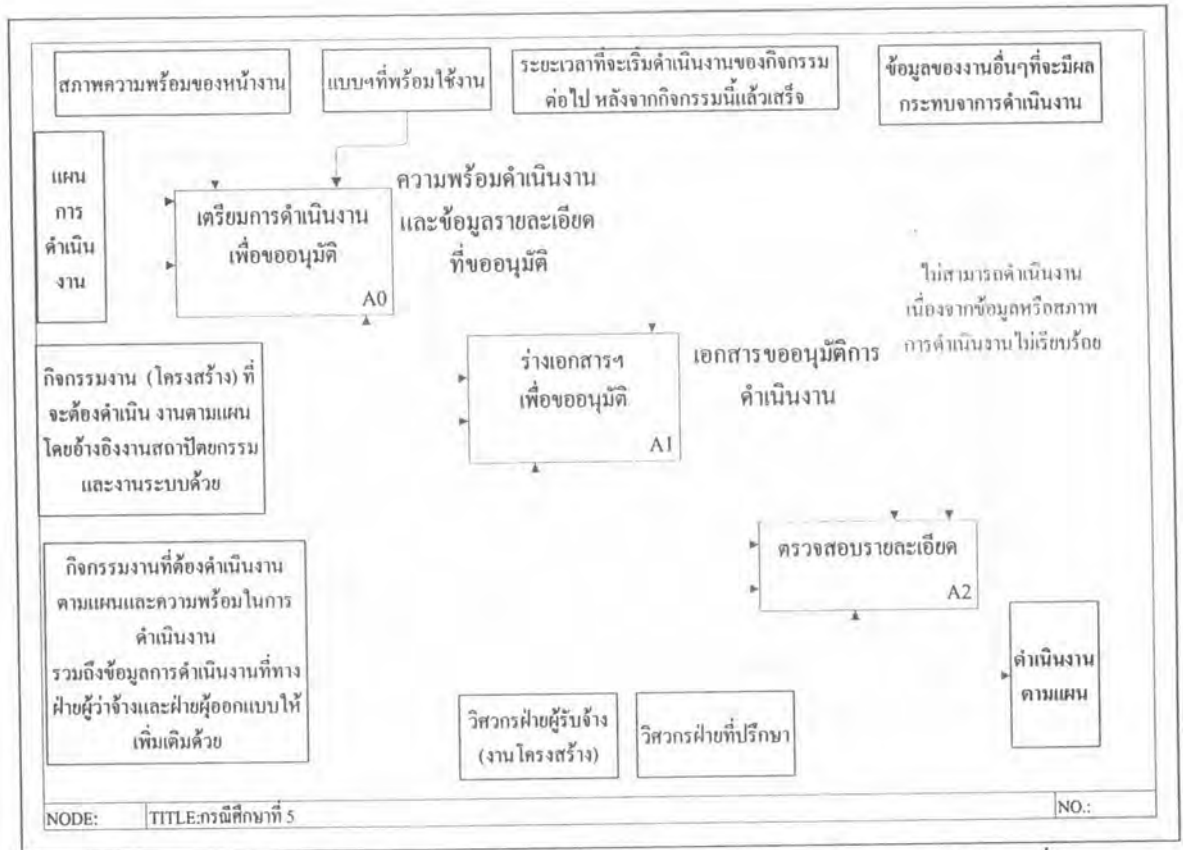 สภาพความพร้อมของหน้างาน
แบบฯที่พร้อมใช้งาน
ระยะเวลาที่จะเริ่มดำเนินงานของกิจกรรม
ต่อไป หลังจากกิจกรรมนี้แล้วเสร็จ
ข้อมูลของงานอื่นๆที่จะมีผล
กระทบจาการดำเนินงาน
แผน
การ
ดำเนิน
งาน
เตรียมการดำเนินงาน
เพื่อขออนุมัติ
A0
ความพร้อมดำเนินงาน
และข้อมูลรายละเอียด
ที่ขออนุมัติ
ไม่สามารถดำเนินงาน
เนื่องจากข้อมูลหรือสภาพ
การดำเนินงานไม่เรียบร้อย
กิจกรรมงาน (โครงสร้าง) ที่
จะต้องดำเนิน งานตามแผน
โดยอ้างอิงงานสถาปัตยกรรม
และงานระบบด้วย
ร่างเอกสารฯ
เพื่อขออนุมัติ
A1
เอกสารขออนุมัติการ
ดำเนินงาน
ตรวจสอบรายละเอียด
A2
กิจกรรมงานที่ต้องดำเนินงาน
ตามแผนและความพร้อมในการ
ดำเนินงาน
รวมถึงข้อมูลการดำเนินงานที่ทาง
ฝ่ายผู้ว่าจ้างและฝ่ายผู้ออกแบบให้
เพิ่มเติมด้วย
วิศวกรฝ่ายผู้รับจ้าง
(งานโครงสร้าง)
วิศวกรฝ่ายที่ปรึกษา
ดำเนินงาน
ตามแผน
NODE:
TITLE:กรณีศึกษาที่ 5
NO.: